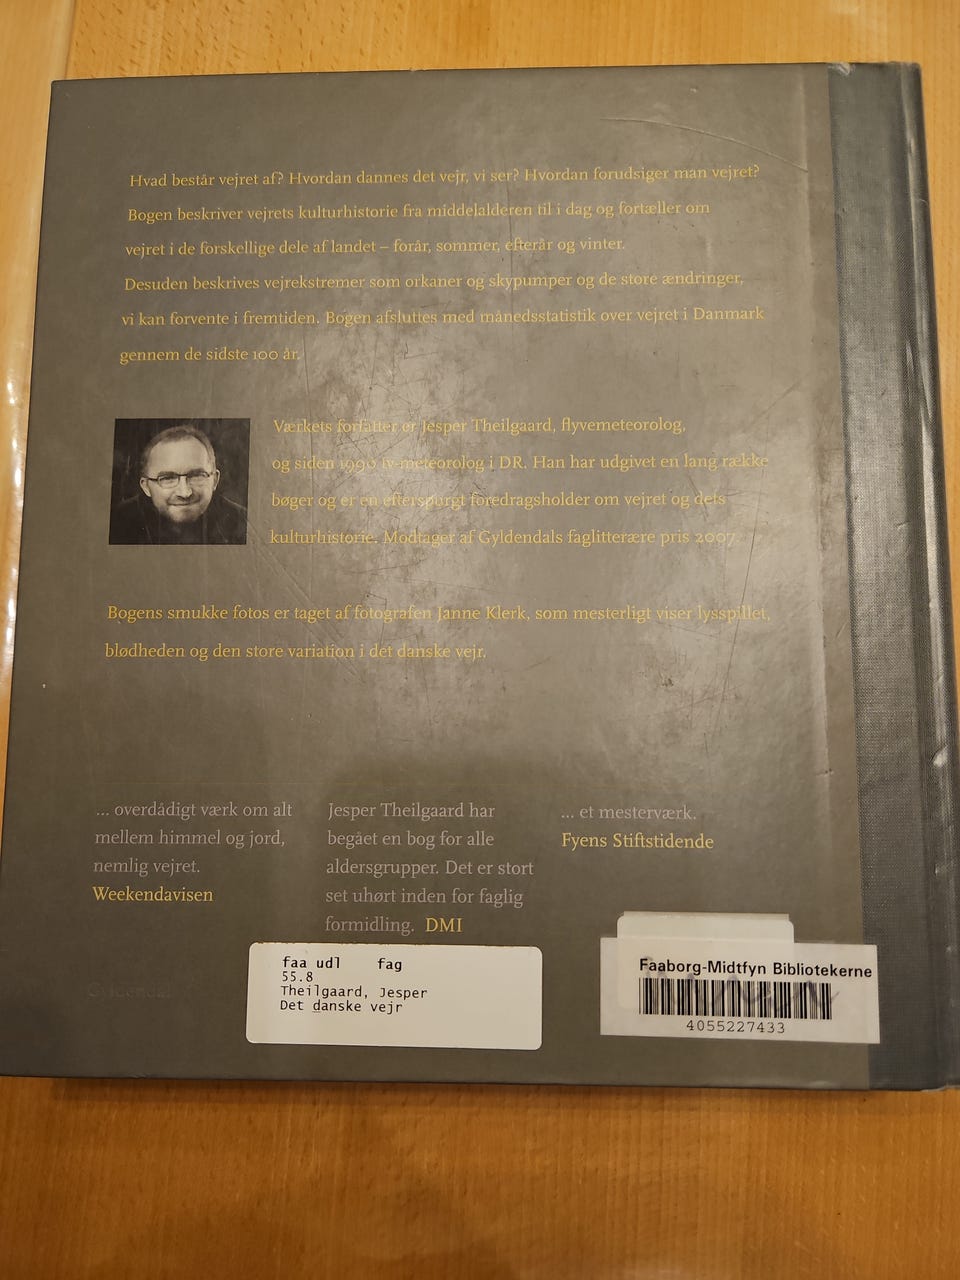 Hvad består vejret af? Hvordan dannes det vejr, vi ser? Hvordan forudsiger man vejret?
Bogen beskriver vejrets kulturhistorie fra middelalderen til i dag og fortæller om
vejret i de forskellige dele af landet – forår, sommer, efterår og vinter.
Desuden beskrives vejrekstremer som orkaner og skypumper og de store ændringer,
vi kan forvente i fremtiden. Bogen afsluttes med månedsstatistik over vejret i Danmark
gennem de sidste 100 år.
Værkets forfatter er Jesper Theilgaard, flyvemeteorolog,
og siden 1990 tv-meteorolog i DR. Han har udgivet en lang række
bøger og er en efterspurgt foredragsholder om vejret og dets
kulturhistorie. Modtager af Gyldendals faglitterære pris 2007.
Bogens smukke fotos er taget af fotografen Janne Klerk, som mesterligt viser lysspillet,
blødheden og den store variation i det danske vejr.
... overdådigt værk om alt
mellem himmel og jord,
nemlig vejret.
Weekendavisen
Jesper Theilgaard har
begået en bog for alle
aldersgrupper. Det er stort
set uhørt inden for faglig
formidling. DMI
... et mesterværk.
Fyens Stiftstidende
Gyldendal
faa udl fag
55.8
Theilgaard, Jesper
Det danske vejr
Faaborg-Midtfyn Bibliotekerne
4055227433